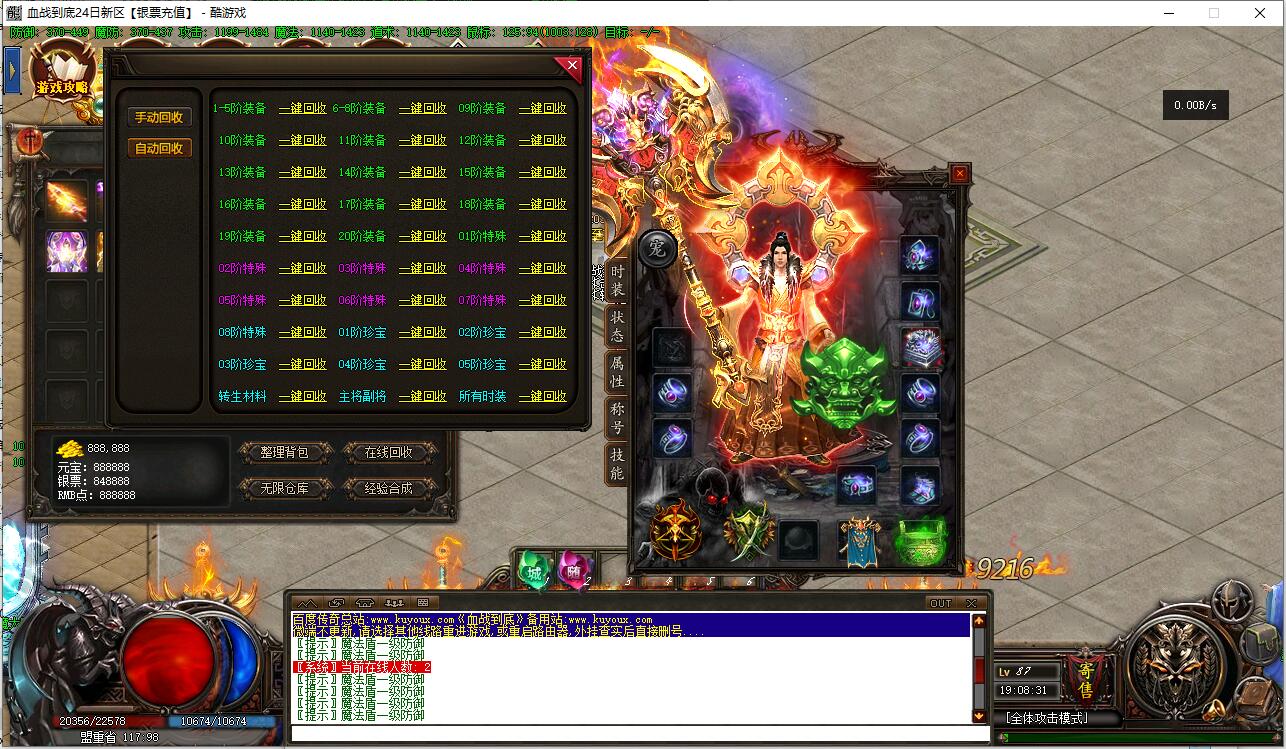 血战到底24日新区【银票充值】 - 酷游戏
防御: 370-449 魔防: 370-437 攻击: 1199-1484 魔法: 1140-1423 道术: 1140-1423 鼠标: 125:94(1003:128) 目标: -/-
游戏攻略
0.00B/s
手动回收
自动回收
1-5阶装备 一键回收 6-8阶装备 一键回收 09阶装备 一键回收
10阶装备 一键回收 11阶装备 一键回收 12阶装备 一键回收
13阶装备 一键回收 14阶装备 一键回收 15阶装备 一键回收
16阶装备 一键回收 17阶装备 一键回收 18阶装备 一键回收
19阶装备 一键回收 20阶装备 一键回收 01阶特殊 一键回收
02阶特殊 一键回收 03阶特殊 一键回收 04阶特殊 一键回收
05阶特殊 一键回收 06阶特殊 一键回收 07阶特殊 一键回收
08阶特殊 一键回收 01阶珍宝 一键回收 02阶珍宝 一键回收
03阶珍宝 一键回收 04阶珍宝 一键回收 05阶珍宝 一键回收
转生材料 一键回收 主将副将 一键回收 所有时装 一键回收
宠
时装
状态
属性
称号
技能
888,888
元宝: 888888
银票: 848888
RMB点: 888888
整理背包
在线回收
无限仓库
经验合成
9216
城 1
随 2
3 4 5 6
OUT
百度传奇总站:www.kuyoux.com《血战到底》备用站:www.kuyoux.com
微端不更新,请选择其他线路重进游戏,或重启路由器,外挂查实后直接删号....
【提示】魔法盾一级防御
【提示】魔法盾一级防御
【系统】当前在线人数: 2
【提示】魔法盾一级防御
【提示】魔法盾一级防御
【提示】魔法盾一级防御
【提示】魔法盾一级防御
20356/22578
10674/10674
盟重省 117:93
Lv 87
19:08:31
寄售
[全体攻击模式]